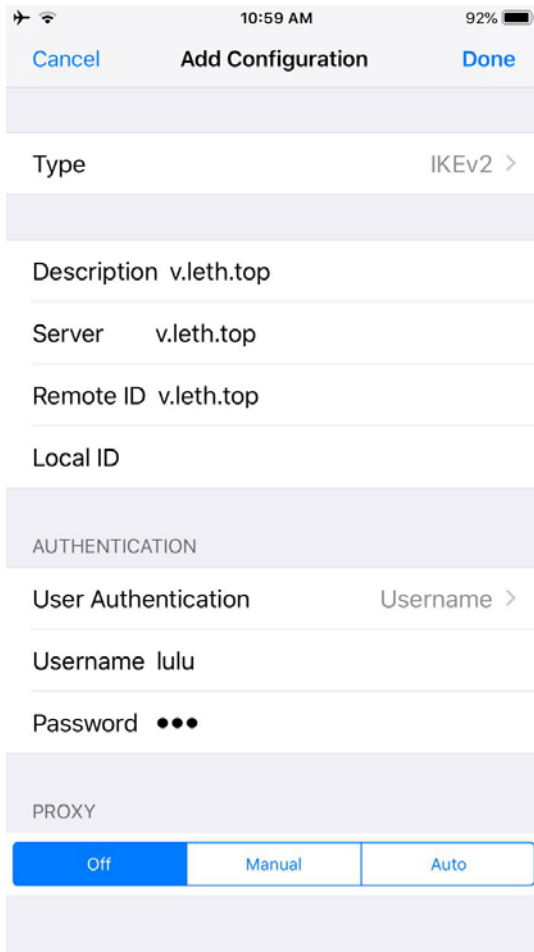 10:59 AM 92%
Cancel Add Configuration Done
Type IKEv2
Description v.leth.top
Server v.leth.top
Remote ID v.leth.top
Local ID
AUTHENTICATION
User Authentication Username
Username lulu
Password •••
PROXY
Off Manual Auto